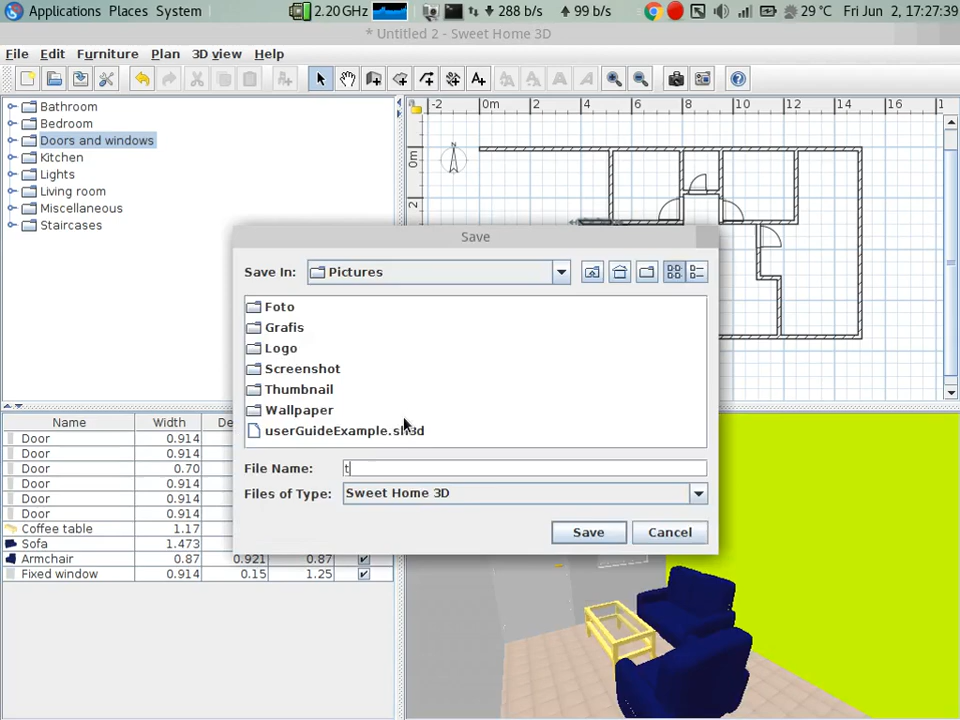 Applications Places System 2.20 GHz 288 b/s 99 b/s 29 °C Fri Jun 2, 17:27:39
* Untitled 2 - Sweet Home 3D
File Edit Furniture Plan 3D view Help
Bathroom
Bedroom
Doors and windows
Kitchen
Lights
Living room
Miscellaneous
Staircases
-2 0m 2 4 6 8 10 12 14 16 1
N
0m
2
Save
Save In: Pictures
Foto
Grafis
Logo
Screenshot
Thumbnail
Wallpaper
userGuideExample.sh3d
File Name: t
Files of Type: Sweet Home 3D
Save Cancel
Name Width De
Door 0.914
Door 0.914
Door 0.70
Door 0.914
Door 0.914
Door 0.914
Coffee table 1.17
Sofa 1.473
Armchair 0.87 0.921 0.87
Fixed window 0.914 0.15 1.25